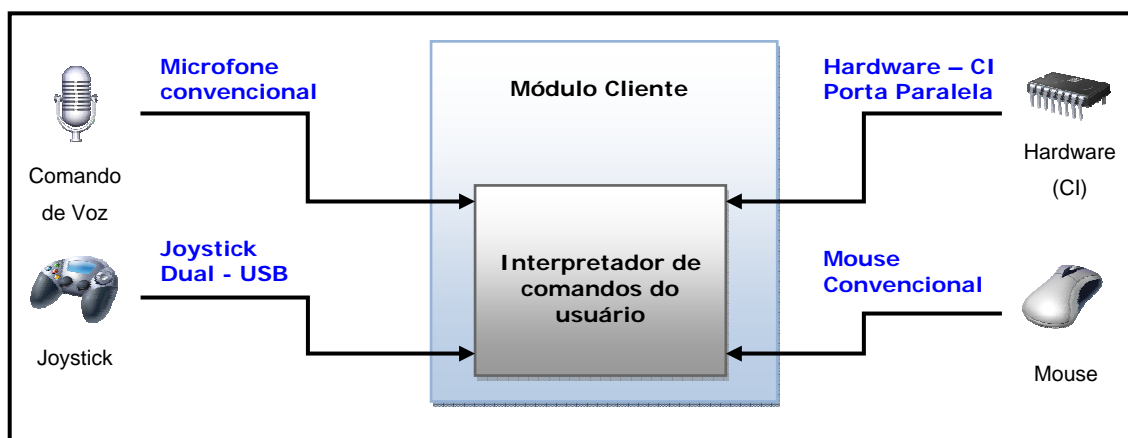 Microfone
convencional
Comando
de Voz
Joystick
Dual - USB
Joystick
Módulo Cliente
Interpretador de
comandos do
usuário
Hardware – CI
Porta Paralela
Hardware
(CI)
Mouse
Convencional
Mouse